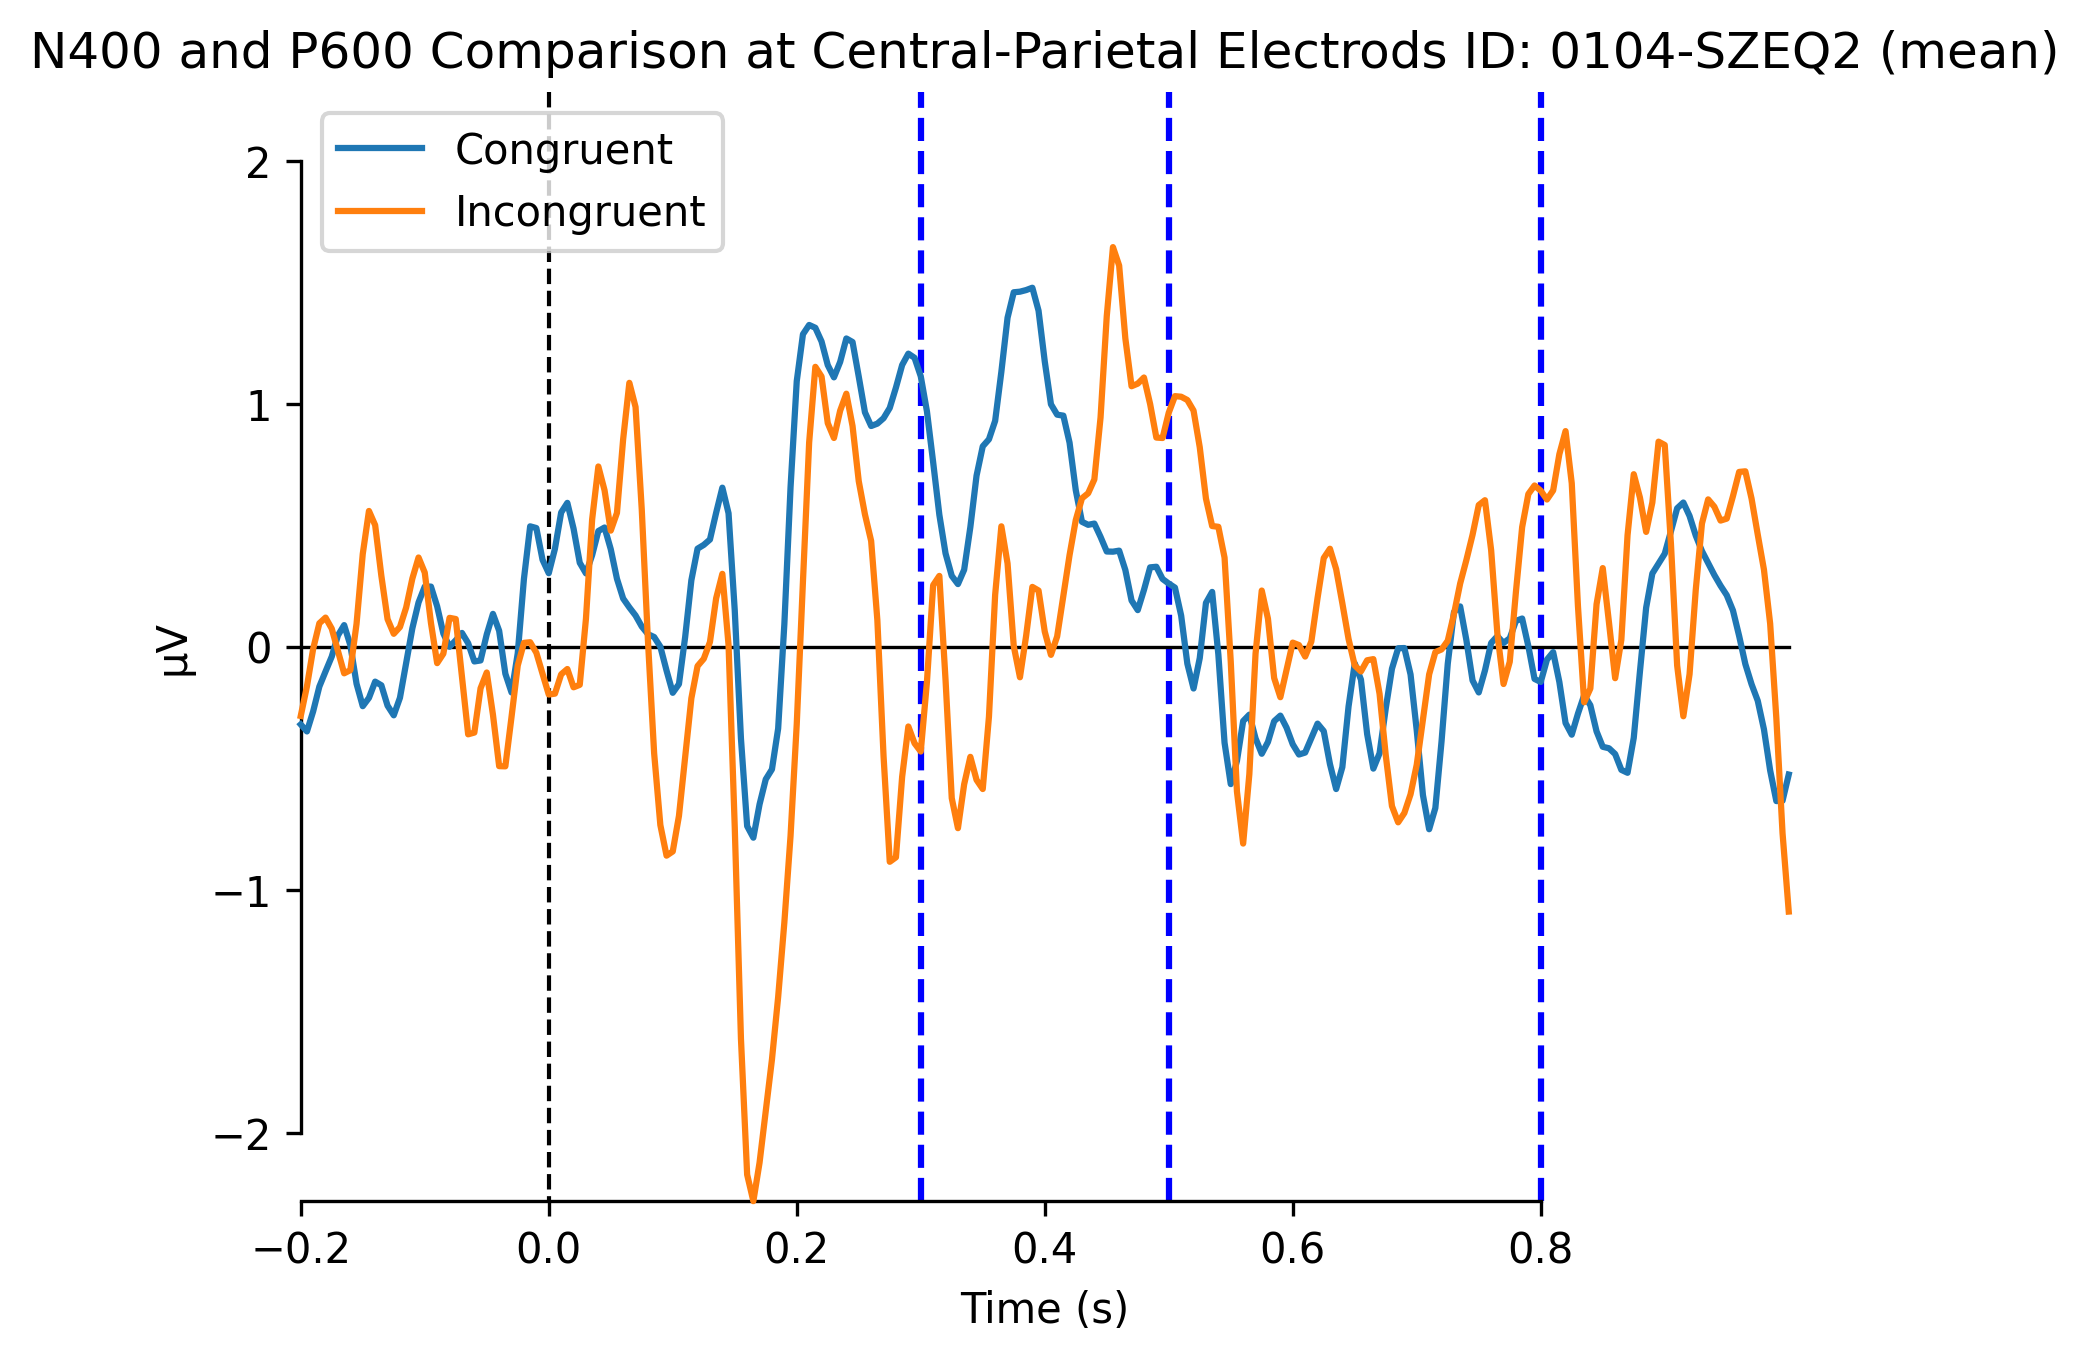 N400 and P600 Comparison at Central-Parietal Electrods ID: 0104-SZEQ2 (mean)
Congruent
Incongruent
2
1
0
−1
−2
µV
−0.2 0.0 0.2 0.4 0.6 0.8
Time (s)